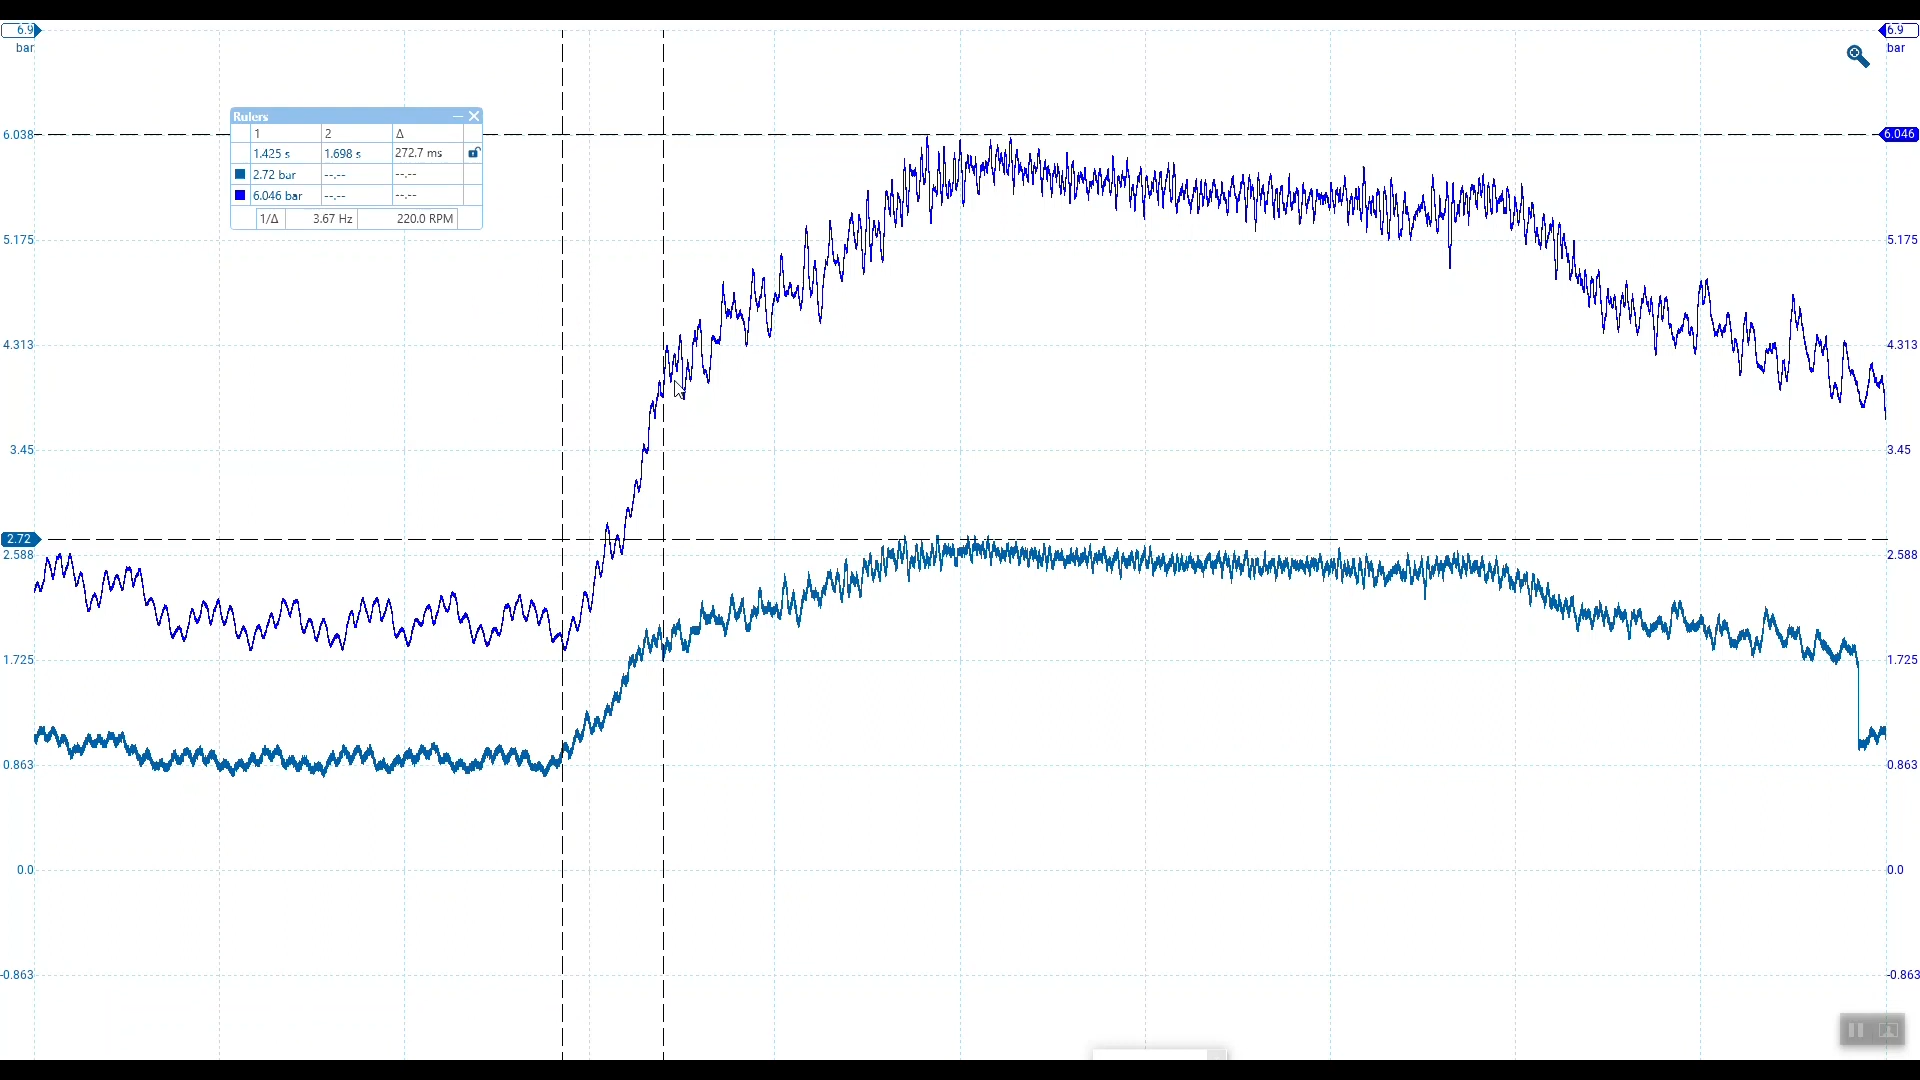 6.9
bar
6.9
bar
Rulers
1 2 Δ
1.425 s 1.698 s 272.7 ms
2.72 bar --.-- --.--
6.046 bar --.-- --.--
1/Δ 3.67 Hz 220.0 RPM
6.038
6.046
5.175
5.175
4.313
4.313
3.45
3.45
2.72
2.588
2.588
1.725
1.725
0.863
0.863
0.0
0.0
-0.863
-0.863